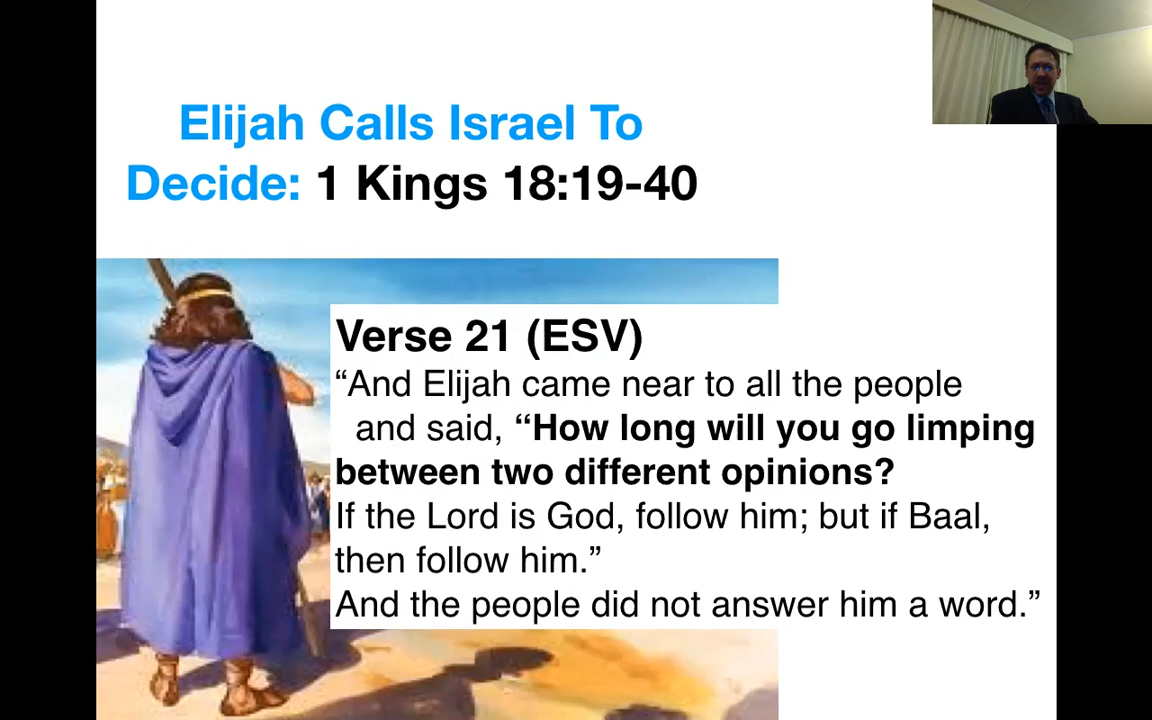 Elijah Calls Israel To
Decide: 1 Kings 18:19-40
Verse 21 (ESV)
“And Elijah came near to all the people
and said, “How long will you go limping
between two different opinions?
If the Lord is God, follow him; but if Baal,
then follow him.”
And the people did not answer him a word.”